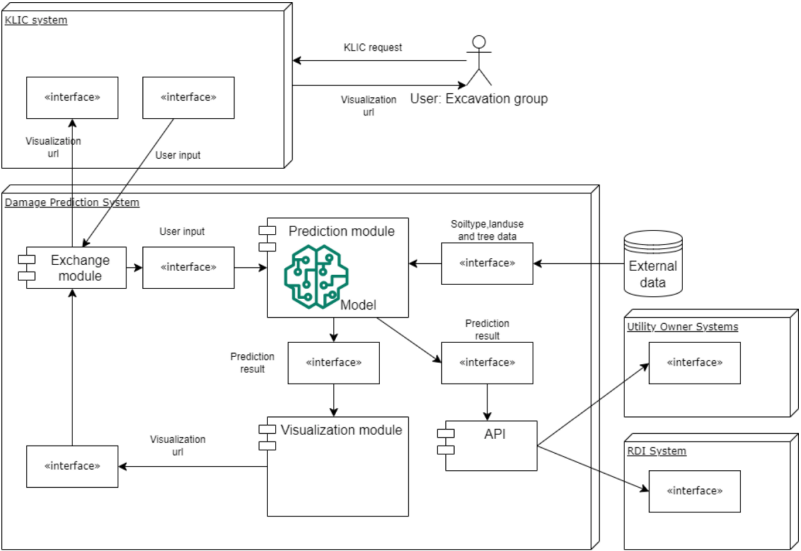 KLIC system
KLIC request
«interface»
«interface»
Visualization
url
User: Excavation group
Visualization
url
User input
Damage Prediction System
User input
Prediction module
Soiltype,landuse
and tree data
Exchange
module
«interface»
«interface»
External
data
Model
Utility Owner Systems
Prediction
result
Prediction
result
«interface»
«interface»
«interface»
Visualization module
API
Visualization
url
RDI System
«interface»
«interface»